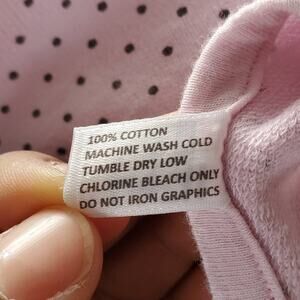 100% COTTON
MACHINE WASH COLD
TUMBLE DRY LOW
CHLORINE BLEACH ONLY
DO NOT IRON GRAPHICS